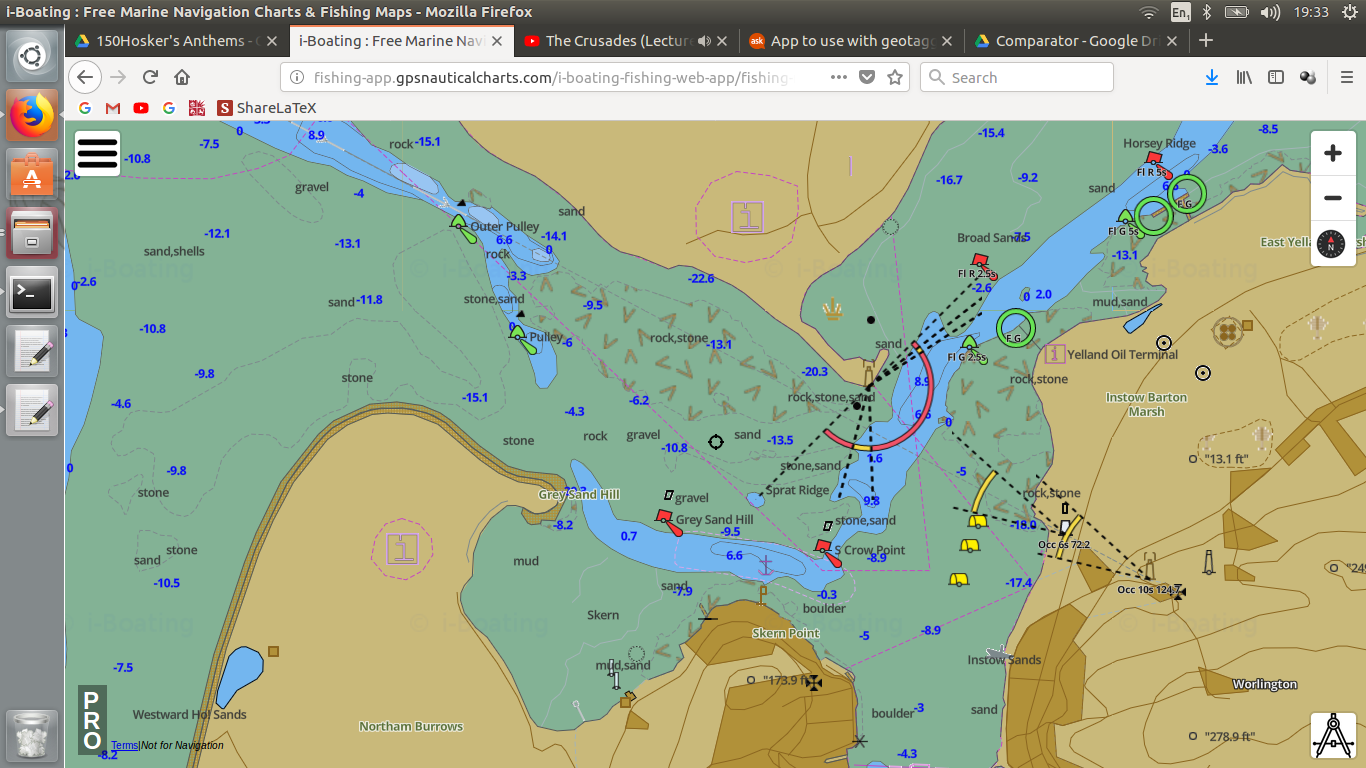 i-Boating : Free Marine Navigation Charts & Fishing Maps - Mozilla Firefox
En1
19:33
150Hosker's Anthems -
i-Boating : Free Marine Navi
The Crusades (Lectur
App to use with geotagg
Comparator - Google Dri
fishing-app.gpsnauticalcharts.com/i-boating-fishing-web-app/fishing-
Search
ShareLaTeX
0
8.9
rock
-15.1
-15.4
-8.5
-7.5
-10.8
Horsey Ridge
-3.6
Fl R 5s
gravel
-4
-16.7
-9.2
sand
F G
sand
Outer Pulley
6.6
-14.1
0
Fl G 5s
-12.1
-13.1
sand,shells
rock
Broad Sands
-7.5
East Yell
-13.1
Fl R 2.5s
-3.3
-22.6
-2.6
-2.6
0
2.0
sand
-11.8
stone,sand
-9.5
mud,sand
-10.8
0
Pulley
-6
rock,stone
-13.1
sand
F G
Fl G 2.5s
Yelland Oil Terminal
-9.8
stone
-20.3
8.9
rock,stone
-4.6
-15.1
-4.3
-6.2
rock,stone,sand
6.6
Instow Barton
Marsh
0
stone
rock
gravel
sand
-13.5
-10.8
"13.1 ft"
0
-9.8
stone,sand
1.6
-5
stone
Grey Sand Hill
gravel
Sprat Ridge
9.8
rock,stone
-8.2
Grey Sand Hill
stone,sand
-18.0
0.7
-9.5
Occ 6s 72.2
stone
6.6
S Crow Point
-8.9
sand
mud
-10.5
-17.4
sand
-7.9
-0.3
Occ 10s 124.7
boulder
Skern
Skern Point
-5
-8.9
© i-Boating
-7.5
mud,sand
Instow Sands
"173.9 ft"
Worlington
PRO
Westward Ho! Sands
Northam Burrows
boulder
-3
sand
"278.9 ft"
Terms|Not for Navigation
-8.2
-4.3